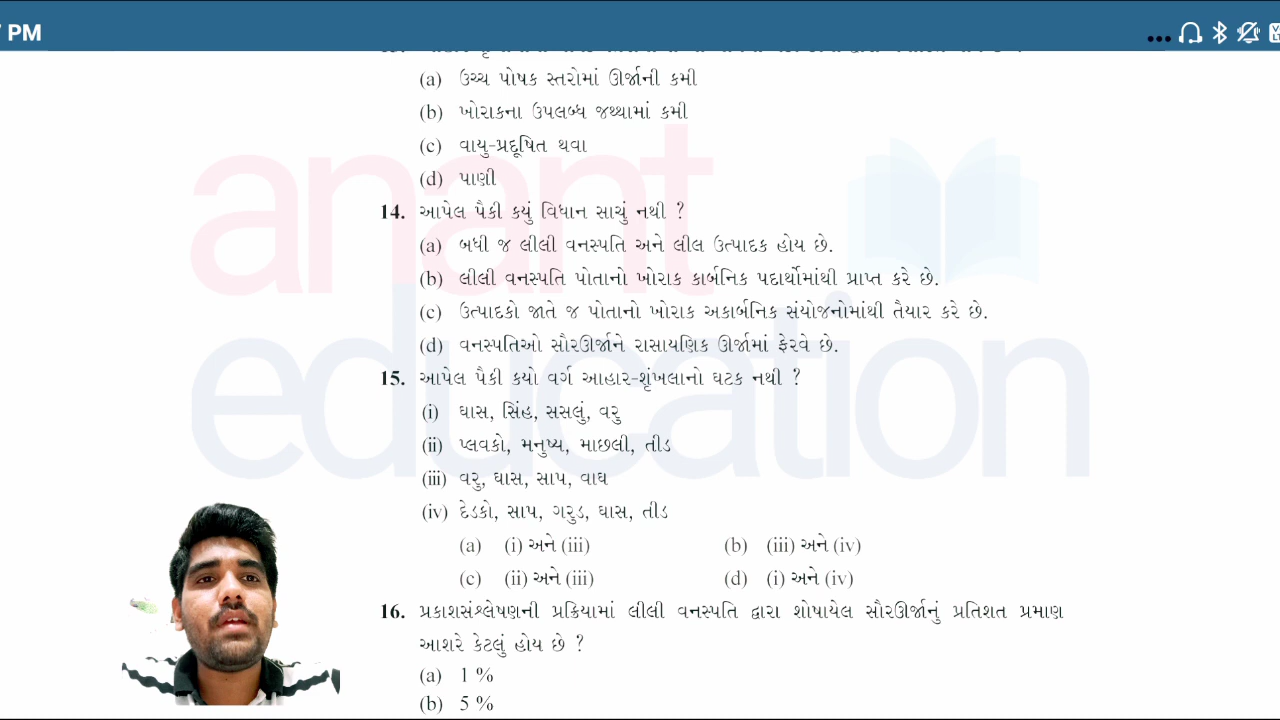 PM
(a) ઉચ્ચ પોષક સ્તરોમાં ઊર્જાની કમી
(b) ખોરાકના ઉપલબ્ધ જથ્થામાં કમી
(c) વાયુ-પ્રદૂષિત થવા
(d) પાણી
14. આપેલ પૈકી કયું વિધાન સાચું નથી ?
(a) બધી જ લીલી વનસ્પતિ અને લીલ ઉત્પાદક હોય છે.
(b) લીલી વનસ્પતિ પોતાનો ખોરાક કાર્બનિક પદાર્થોમાંથી પ્રાપ્ત કરે છે.
(c) ઉત્પાદકો જાતે જ પોતાનો ખોરાક અકાર્બનિક સંયોજનોમાંથી તૈયાર કરે છે.
(d) વનસ્પતિઓ સૌરઊર્જાને રાસાયણિક ઊર્જામાં ફેરવે છે.
15. આપેલ પૈકી કયો વર્ગ આહાર-શૃંખલાનો ઘટક નથી ?
(i) ઘાસ, સિંહ, સસલું, વરુ
(ii) પ્લવકો, મનુષ્ય, માછલી, તીડ
(iii) વરુ, ઘાસ, સાપ, વાઘ
(iv) દેડકો, સાપ, ગરુડ, ઘાસ, તીડ
(a) (i) અને (iii) (b) (iii) અને (iv)
(c) (ii) અને (iii) (d) (i) અને (iv)
16. પ્રકાશસંશ્લેષણની પ્રક્રિયામાં લીલી વનસ્પતિ દ્વારા શોષાયેલ સૌરઊર્જાનું પ્રતિશત પ્રમાણ
આશરે કેટલું હોય છે ?
(a) 1 %
(b) 5 %
anant
education